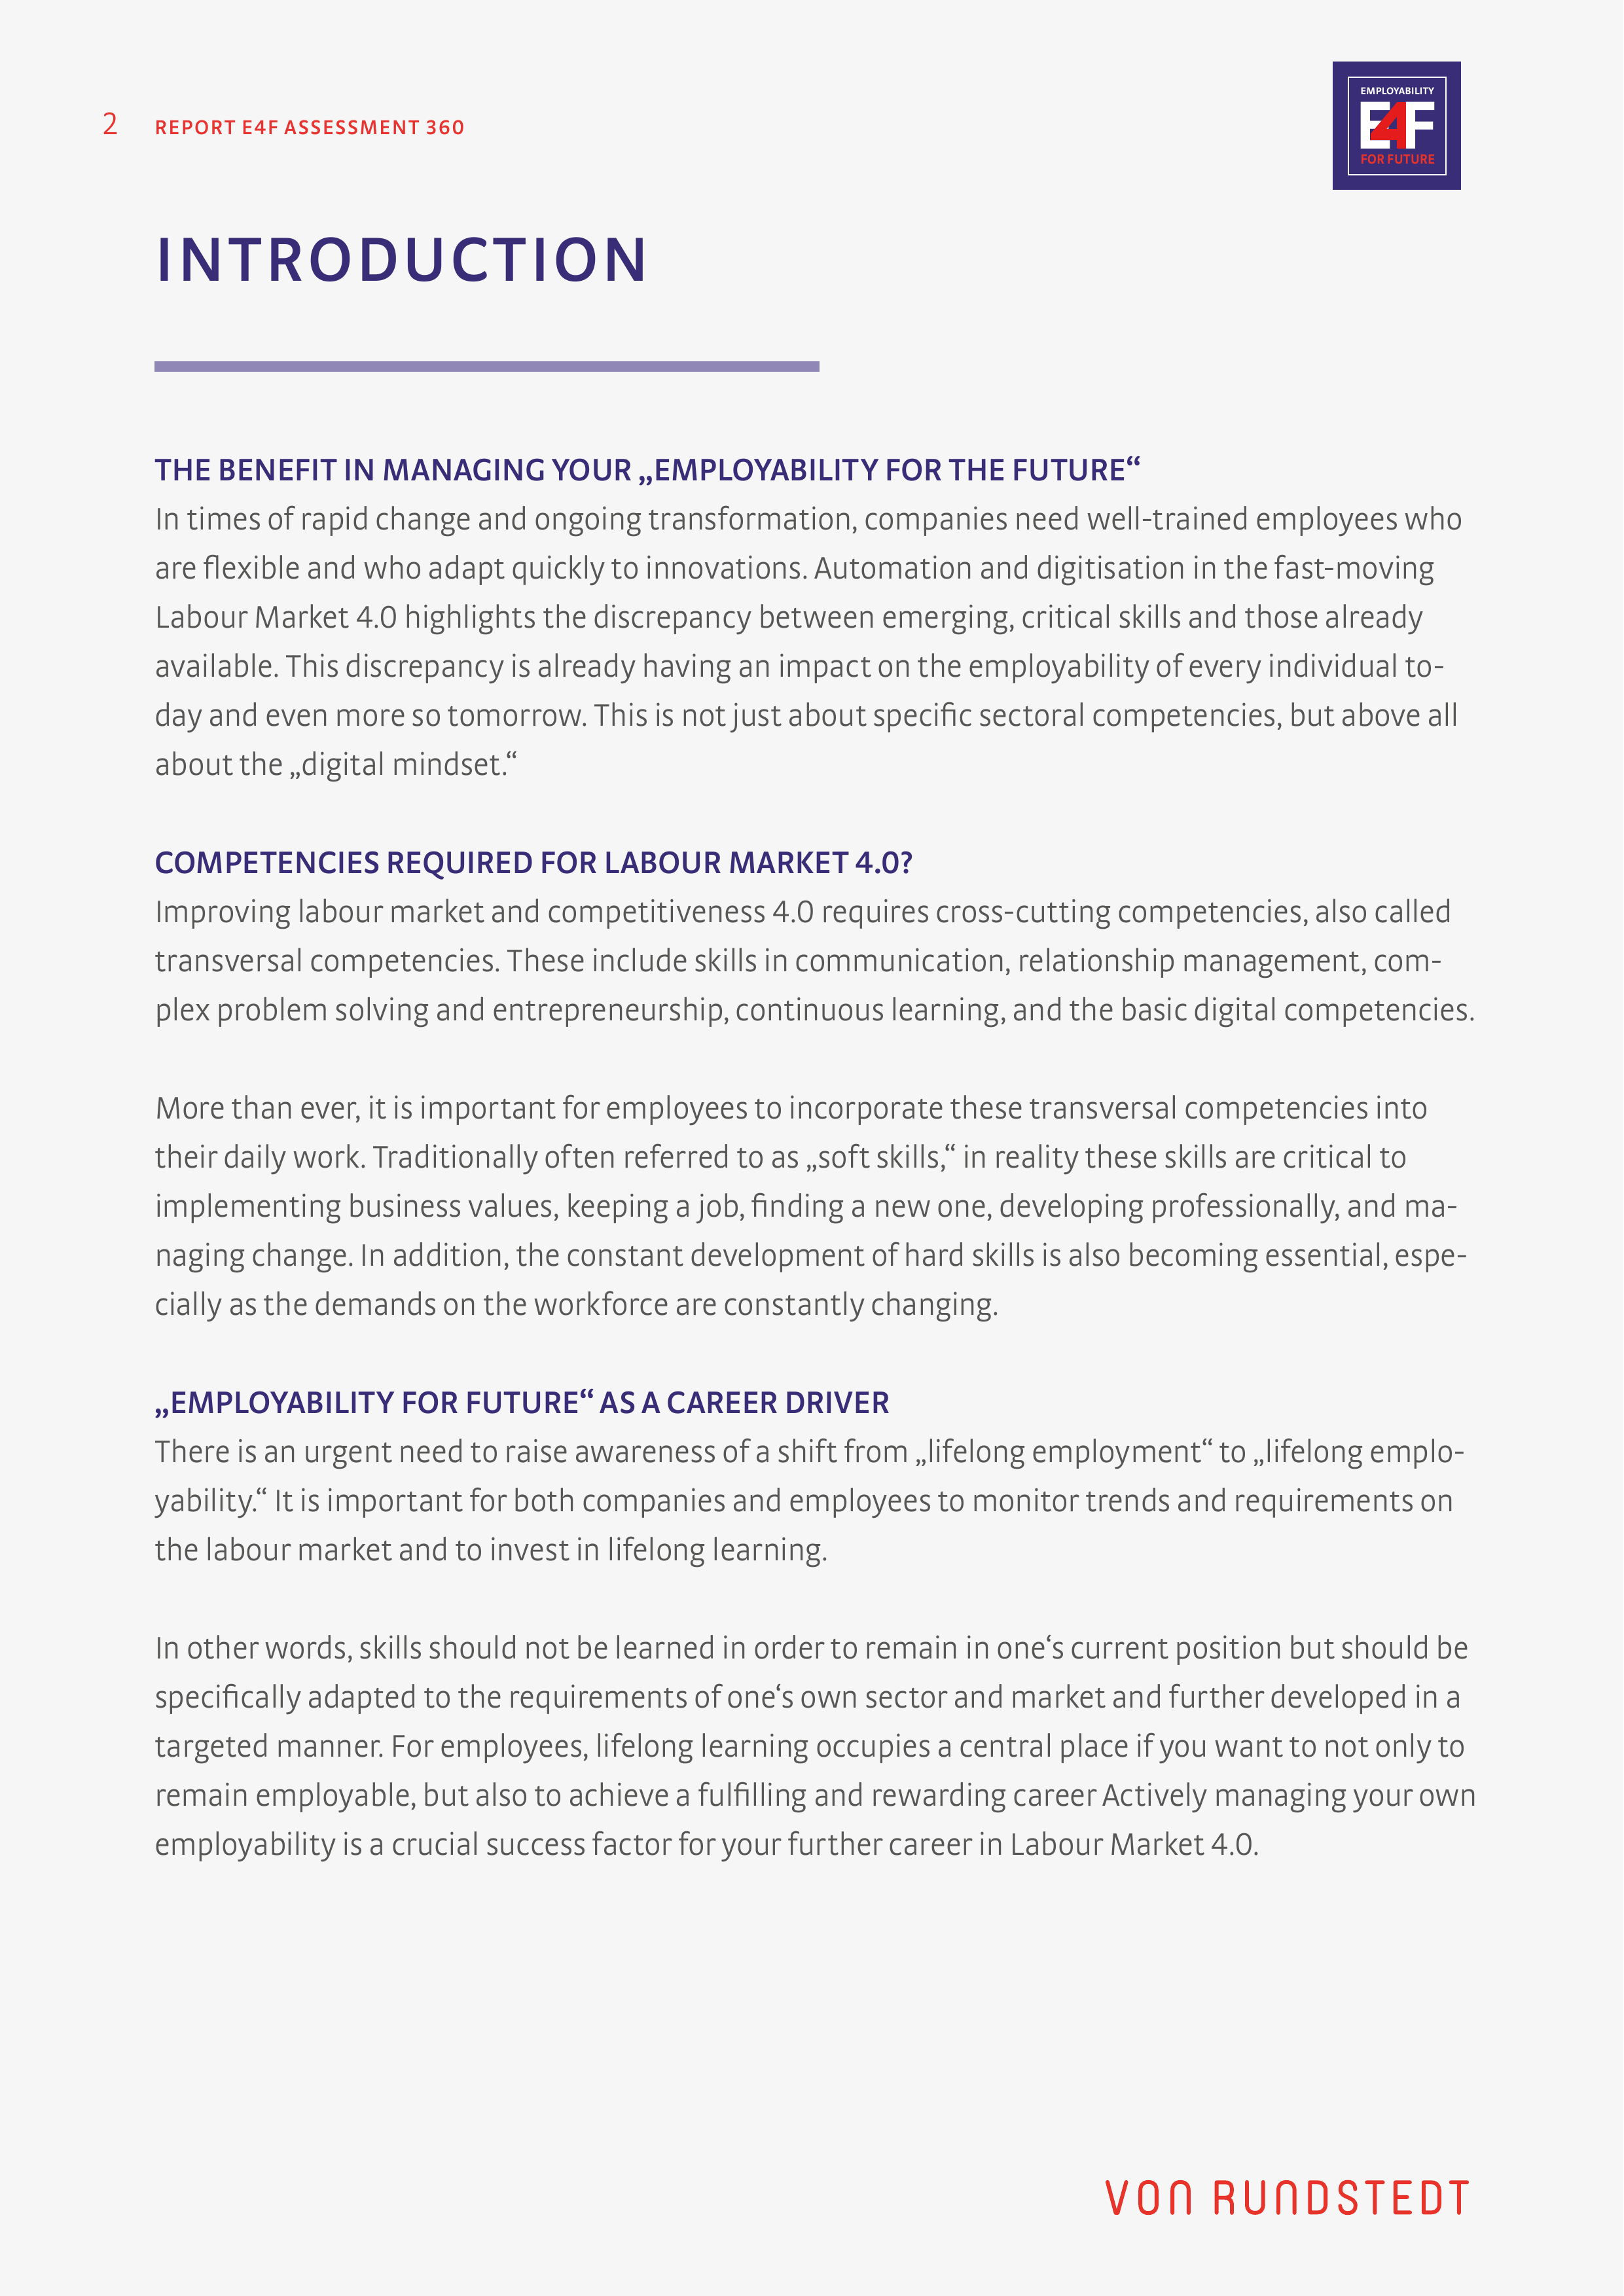 2 REPORT E4F ASSESSMENT 360
EMPLOYABILITY
E4F
FOR FUTURE
INTRODUCTION
THE BENEFIT IN MANAGING YOUR „EMPLOYABILITY FOR THE FUTURE“
In times of rapid change and ongoing transformation, companies need well-trained employees who
are flexible and who adapt quickly to innovations. Automation and digitisation in the fast-moving
Labour Market 4.0 highlights the discrepancy between emerging, critical skills and those already
available. This discrepancy is already having an impact on the employability of every individual to-
day and even more so tomorrow. This is not just about specific sectoral competencies, but above all
about the „digital mindset.“
COMPETENCIES REQUIRED FOR LABOUR MARKET 4.0?
Improving labour market and competitiveness 4.0 requires cross-cutting competencies, also called
transversal competencies. These include skills in communication, relationship management, com-
plex problem solving and entrepreneurship, continuous learning, and the basic digital competencies.
More than ever, it is important for employees to incorporate these transversal competencies into
their daily work. Traditionally often referred to as „soft skills,“ in reality these skills are critical to
implementing business values, keeping a job, finding a new one, developing professionally, and ma-
naging change. In addition, the constant development of hard skills is also becoming essential, espe-
cially as the demands on the workforce are constantly changing.
„EMPLOYABILITY FOR FUTURE“ AS A CAREER DRIVER
There is an urgent need to raise awareness of a shift from „lifelong employment“ to „lifelong emplo-
yability.“ It is important for both companies and employees to monitor trends and requirements on
the labour market and to invest in lifelong learning.
In other words, skills should not be learned in order to remain in one‘s current position but should be
specifically adapted to the requirements of one‘s own sector and market and further developed in a
targeted manner. For employees, lifelong learning occupies a central place if you want to not only to
remain employable, but also to achieve a fulfilling and rewarding career Actively managing your own
employability is a crucial success factor for your further career in Labour Market 4.0.
VON RUNDSTEDT